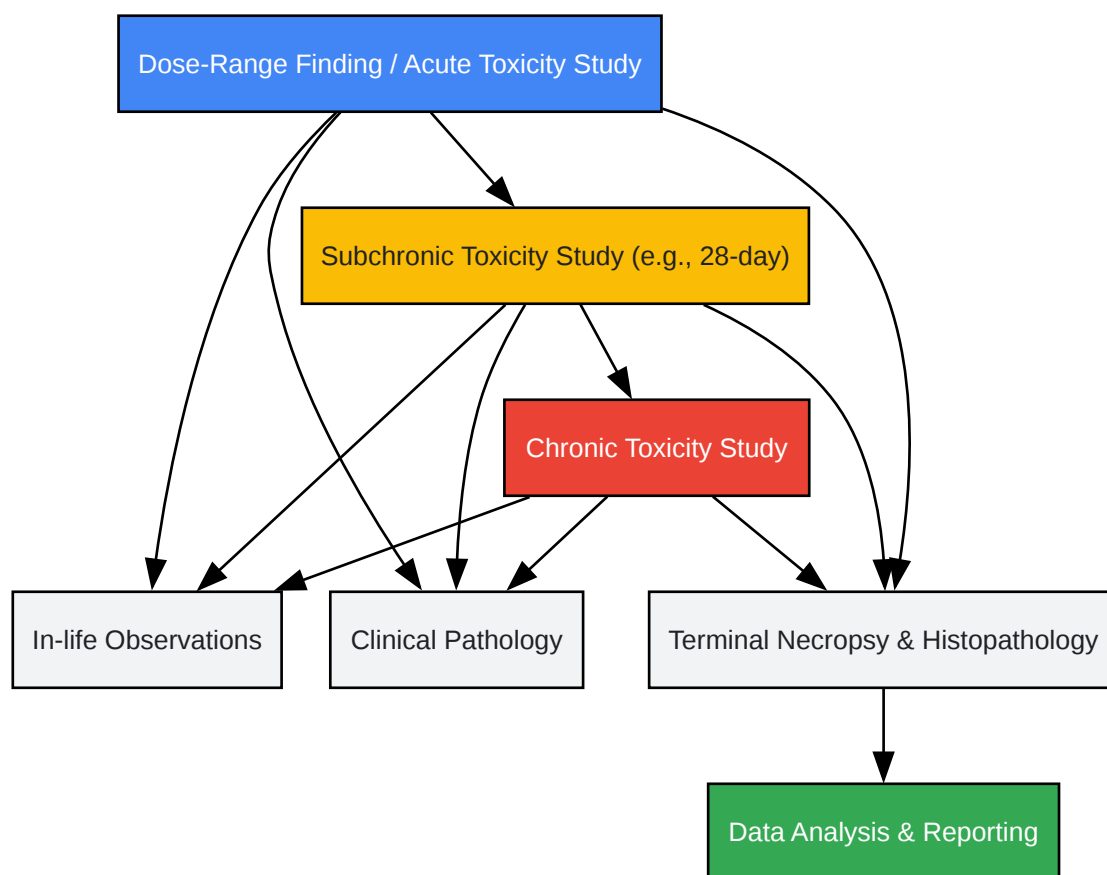 Dose-Range Finding / Acute Toxicity Study
Subchronic Toxicity Study (e.g., 28-day)
Chronic Toxicity Study
In-life Observations
Clinical Pathology
Terminal Necropsy & Histopathology
Data Analysis & Reporting